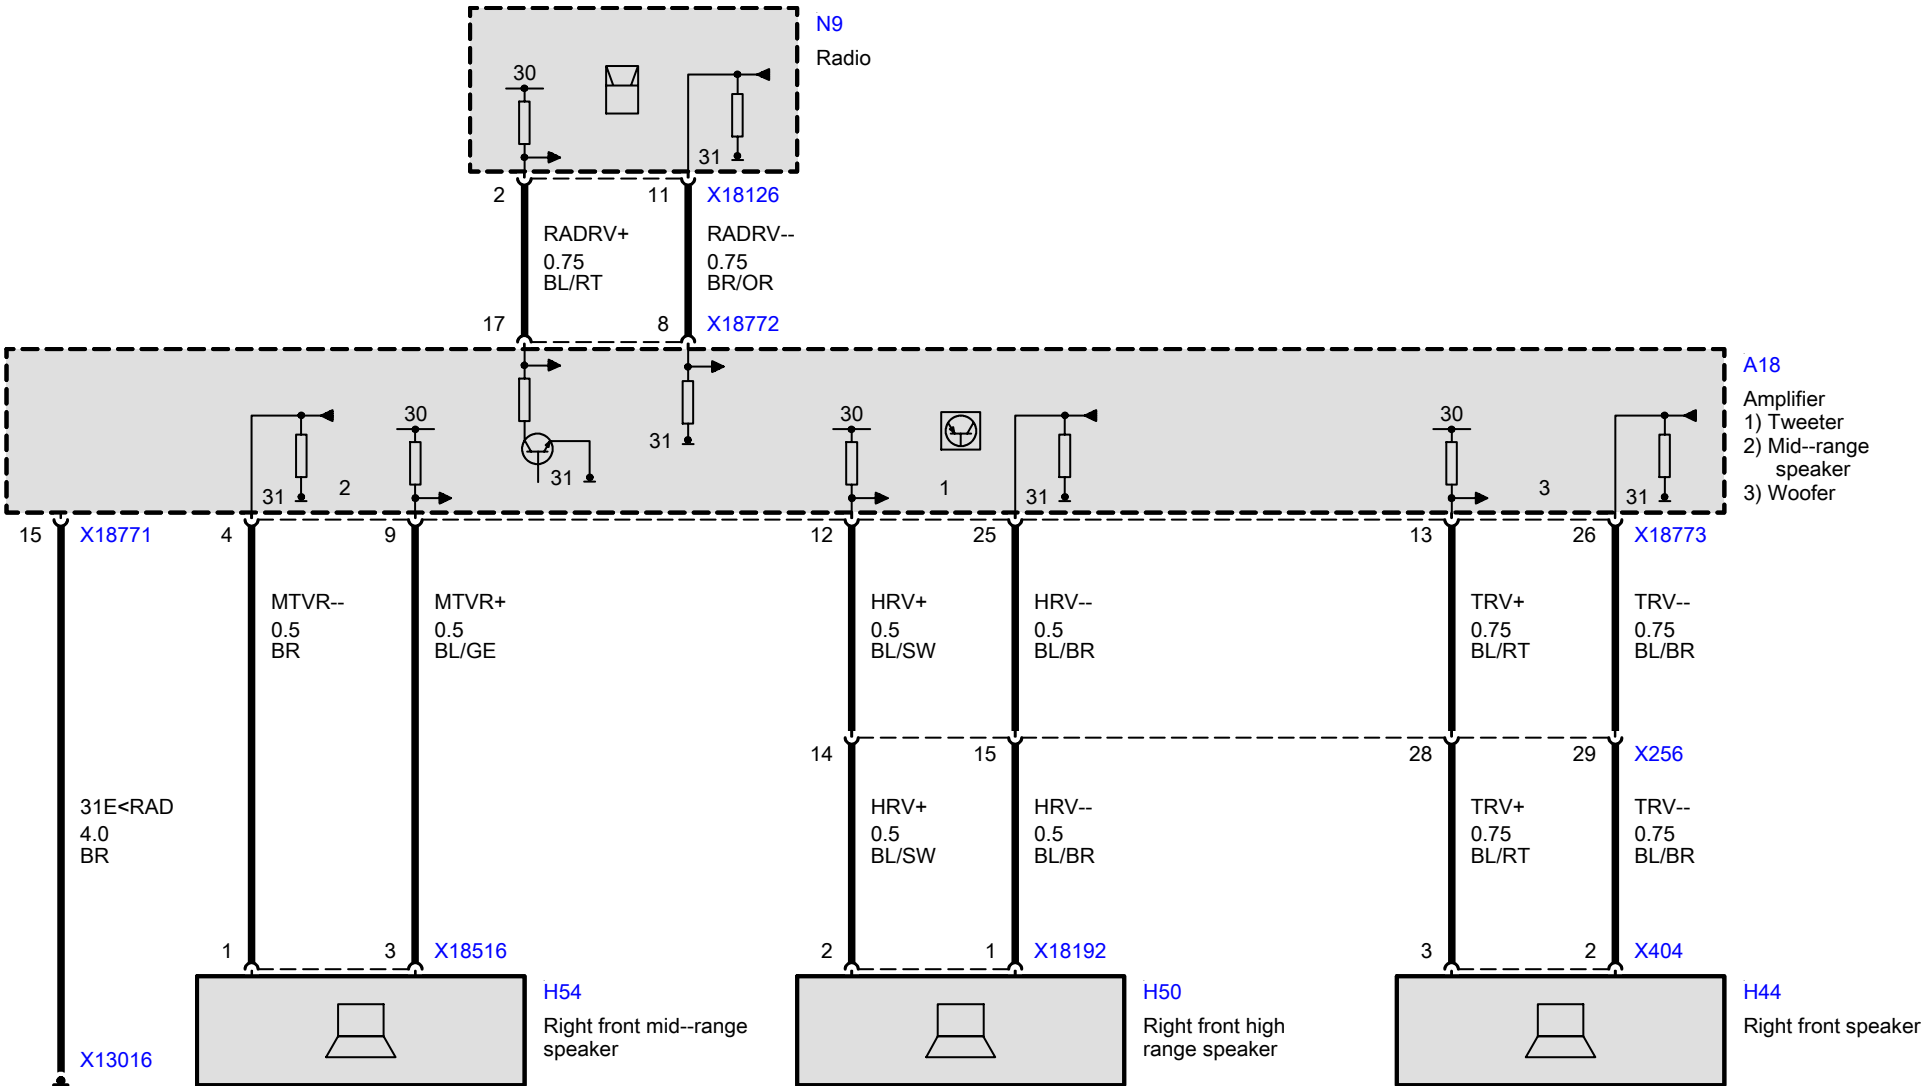 N9
Radio
30
31
2
11
X18126
RADRV+
0.75
BL/RT
RADRV--
0.75
BR/OR
17
8
X18772
A18
Amplifier
1) Tweeter
2) Mid--range
speaker
3) Woofer
30
31
2
31
31
30
1
31
30
3
31
15
X18771
4
9
12
25
13
26
X18773
MTVR--
0.5
BR
MTVR+
0.5
BL/GE
HRV+
0.5
BL/SW
HRV--
0.5
BL/BR
TRV+
0.75
BL/RT
TRV--
0.75
BL/BR
14
15
28
29
X256
31E<RAD
4.0
BR
HRV+
0.5
BL/SW
HRV--
0.5
BL/BR
TRV+
0.75
BL/RT
TRV--
0.75
BL/BR
1
3
X18516
2
1
X18192
3
2
X404
H54
Right front mid--range
speaker
H50
Right front high
range speaker
H44
Right front speaker
X13016